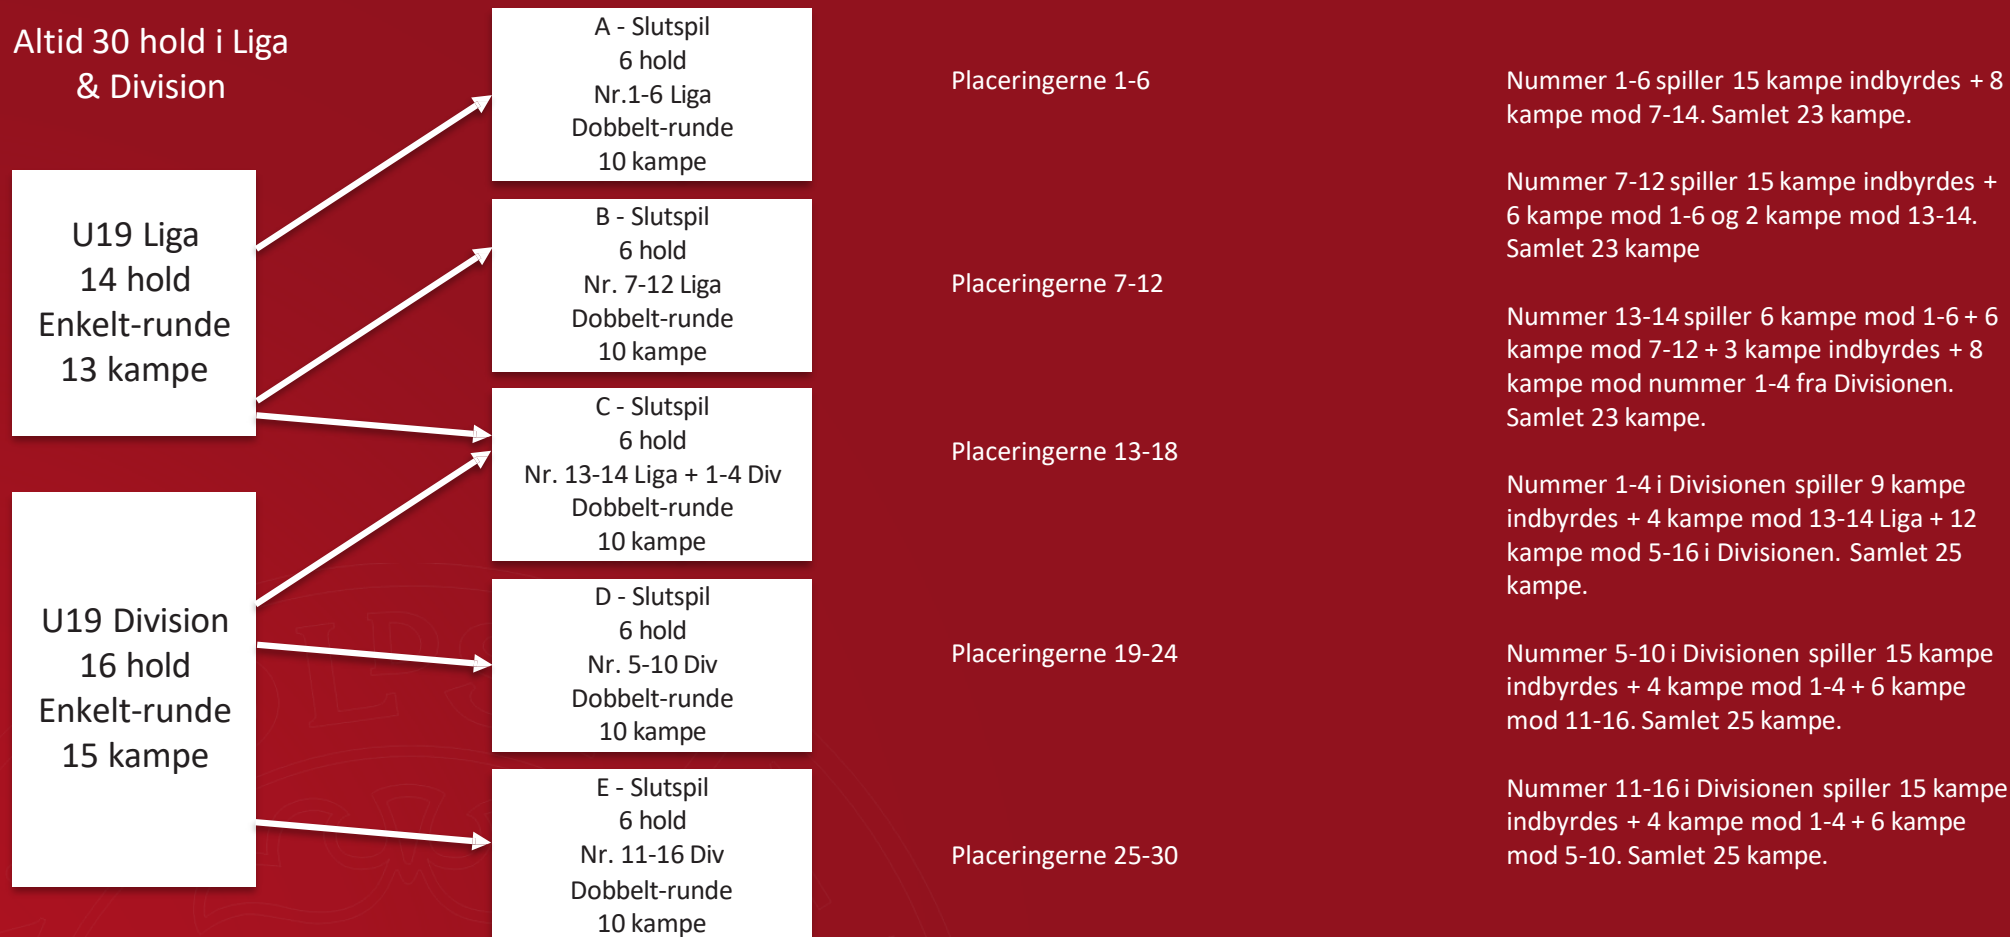 Altid 30 hold i Liga
& Division
U19 Liga
14 hold
Enkelt-runde
13 kampe
U19 Division
16 hold
Enkelt-runde
15 kampe
A - Slutspil
6 hold
Nr.1-6 Liga
Dobbelt-runde
10 kampe
B - Slutspil
6 hold
Nr. 7-12 Liga
Dobbelt-runde
10 kampe
C - Slutspil
6 hold
Nr. 13-14 Liga + 1-4 Div
Dobbelt-runde
10 kampe
D - Slutspil
6 hold
Nr. 5-10 Div
Dobbelt-runde
10 kampe
E - Slutspil
6 hold
Nr. 11-16 Div
Dobbelt-runde
10 kampe
Placeringerne 1-6
Placeringerne 7-12
Placeringerne 13-18
Placeringerne 19-24
Placeringerne 25-30
Nummer 1-6 spiller 15 kampe indbyrdes + 8
kampe mod 7-14. Samlet 23 kampe.
Nummer 7-12 spiller 15 kampe indbyrdes +
6 kampe mod 1-6 og 2 kampe mod 13-14.
Samlet 23 kampe
Nummer 13-14 spiller 6 kampe mod 1-6 + 6
kampe mod 7-12 + 3 kampe indbyrdes + 8
kampe mod nummer 1-4 fra Divisionen.
Samlet 23 kampe.
Nummer 1-4 i Divisionen spiller 9 kampe
indbyrdes + 4 kampe mod 13-14 Liga + 12
kampe mod 5-16 i Divisionen. Samlet 25
kampe.
Nummer 5-10 i Divisionen spiller 15 kampe
indbyrdes + 4 kampe mod 1-4 + 6 kampe
mod 11-16. Samlet 25 kampe.
Nummer 11-16 i Divisionen spiller 15 kampe
indbyrdes + 4 kampe mod 1-4 + 6 kampe
mod 5-10. Samlet 25 kampe.